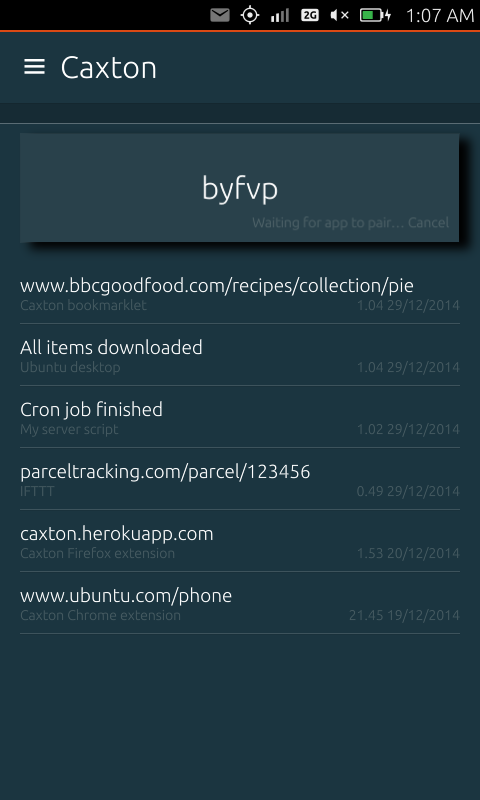 2G 1:07 AM
Caxton
byfvp
Waiting for app to pair... Cancel
www.bbcgoodfood.com/recipes/collection/pie
Caxton bookmarklet 1.04 29/12/2014
All items downloaded
Ubuntu desktop 1.04 29/12/2014
Cron job finished
My server script 1.02 29/12/2014
parceltracking.com/parcel/123456
IFTTT 0.49 29/12/2014
caxton.herokuapp.com
Caxton Firefox extension 1.53 20/12/2014
www.ubuntu.com/phone
Caxton Chrome extension 21.45 19/12/2014